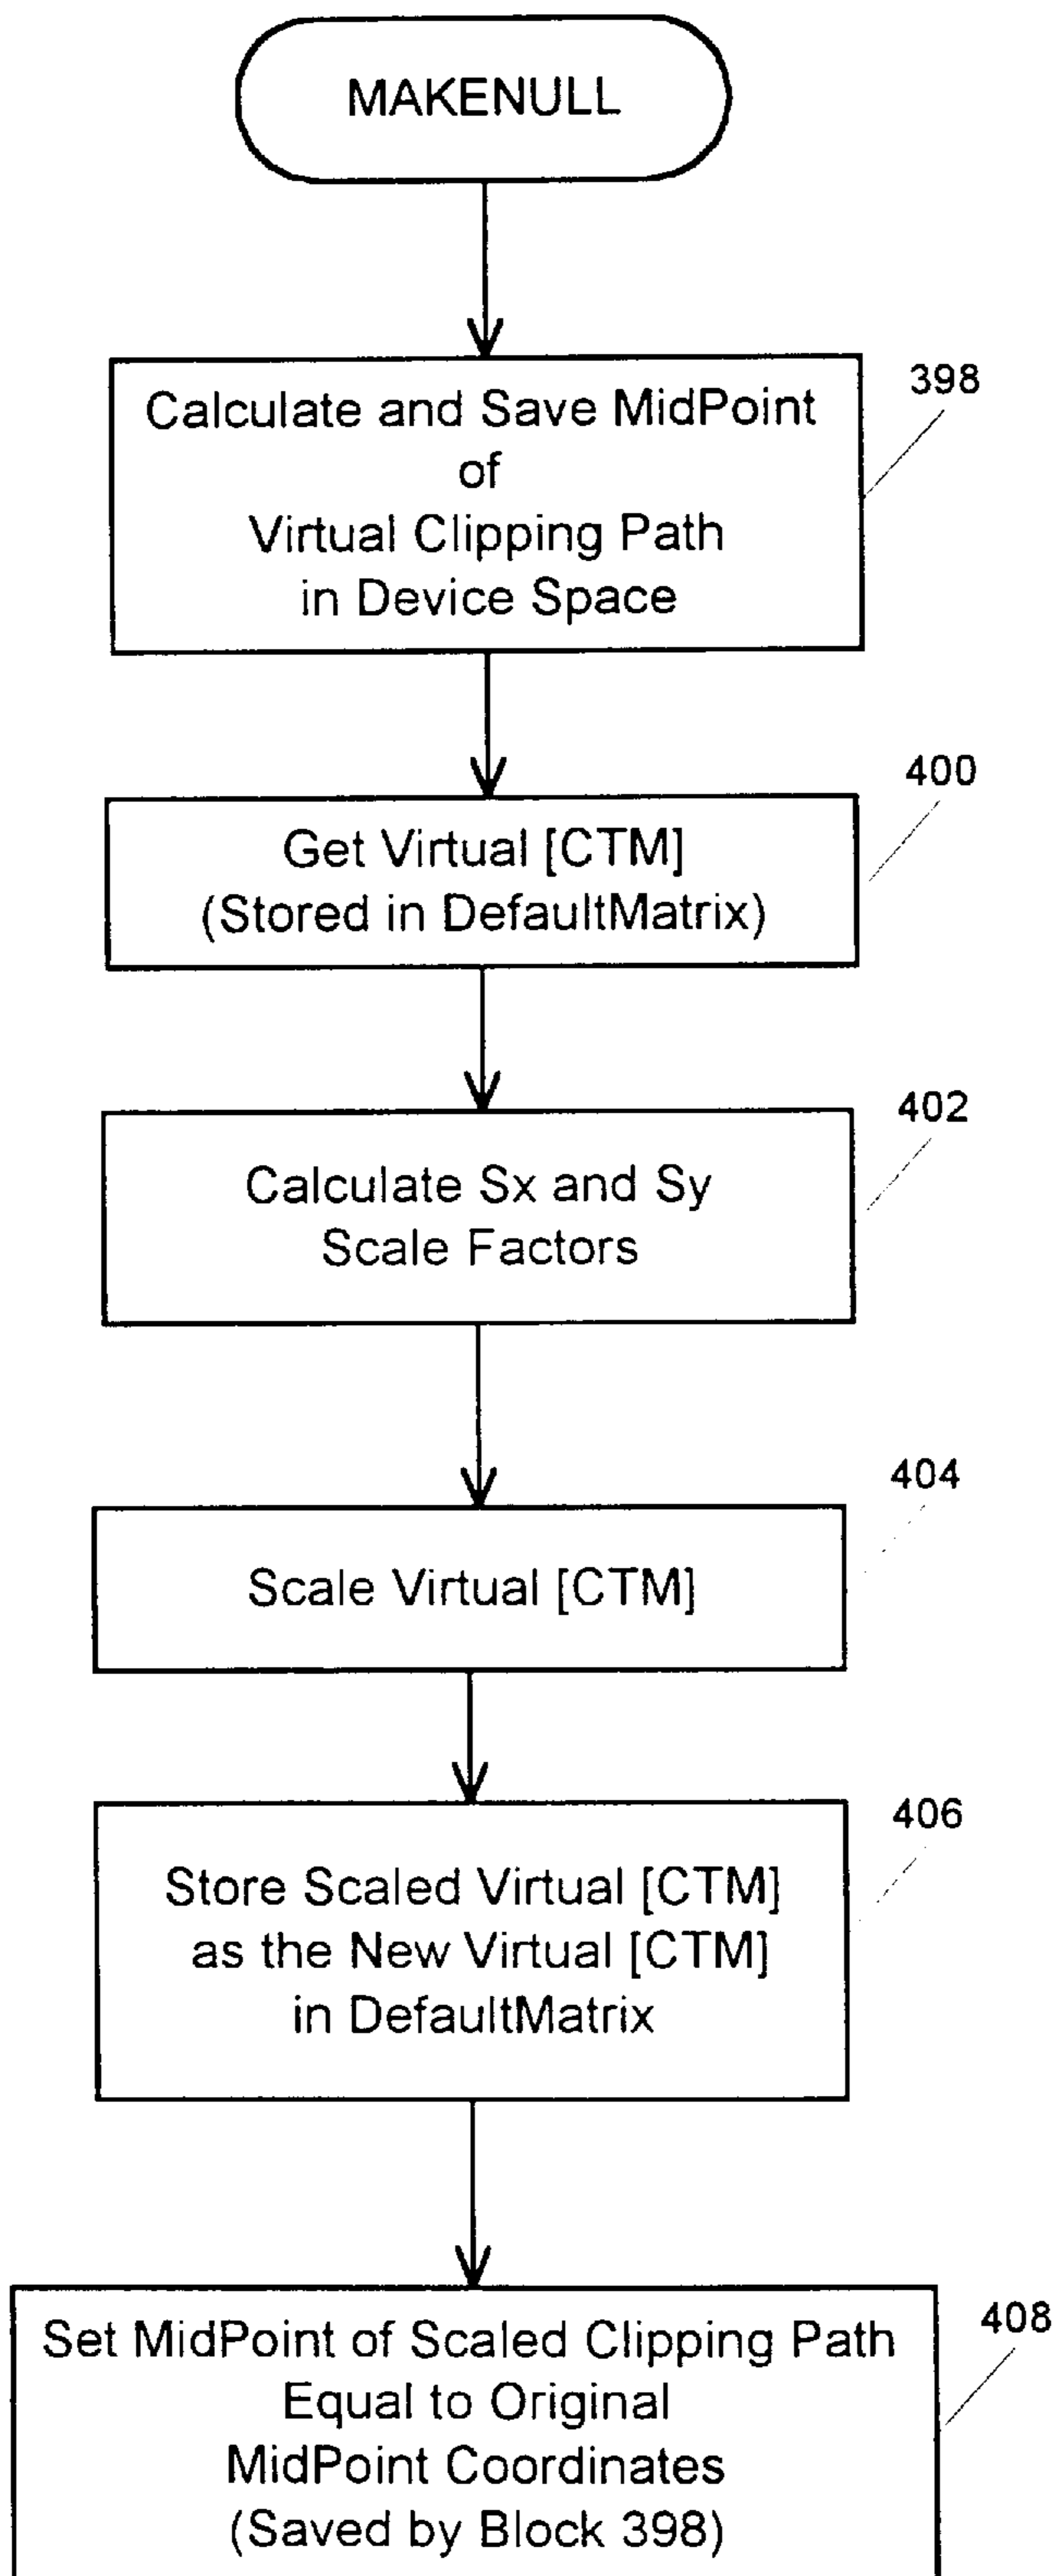 MAKENULL
Calculate and Save MidPoint
of
Virtual Clipping Path
in Device Space
398
Get Virtual [CTM]
(Stored in DefaultMatrix)
400
Calculate Sx and Sy
Scale Factors
402
Scale Virtual [CTM]
404
Store Scaled Virtual [CTM]
as the New Virtual [CTM]
in DefaultMatrix
406
Set MidPoint of Scaled Clipping Path
Equal to Original
MidPoint Coordinates
(Saved by Block 398)
408